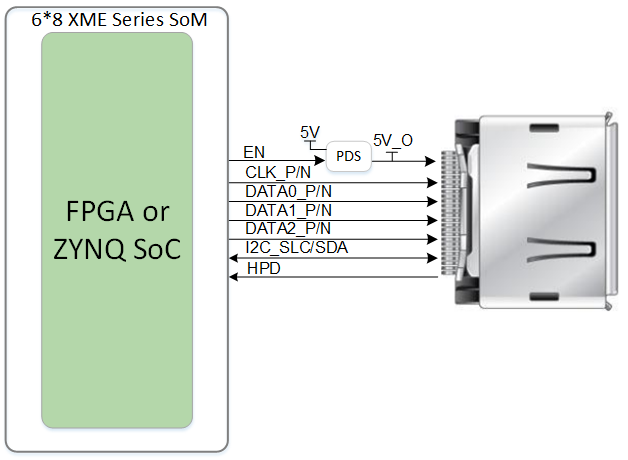 6*8 XME Series SoM
FPGA or
ZYNQ SoC
5V
5V_O
PDS
EN
CLK_P/N
DATA0_P/N
DATA1_P/N
DATA2_P/N
I2C_SLC/SDA
HPD